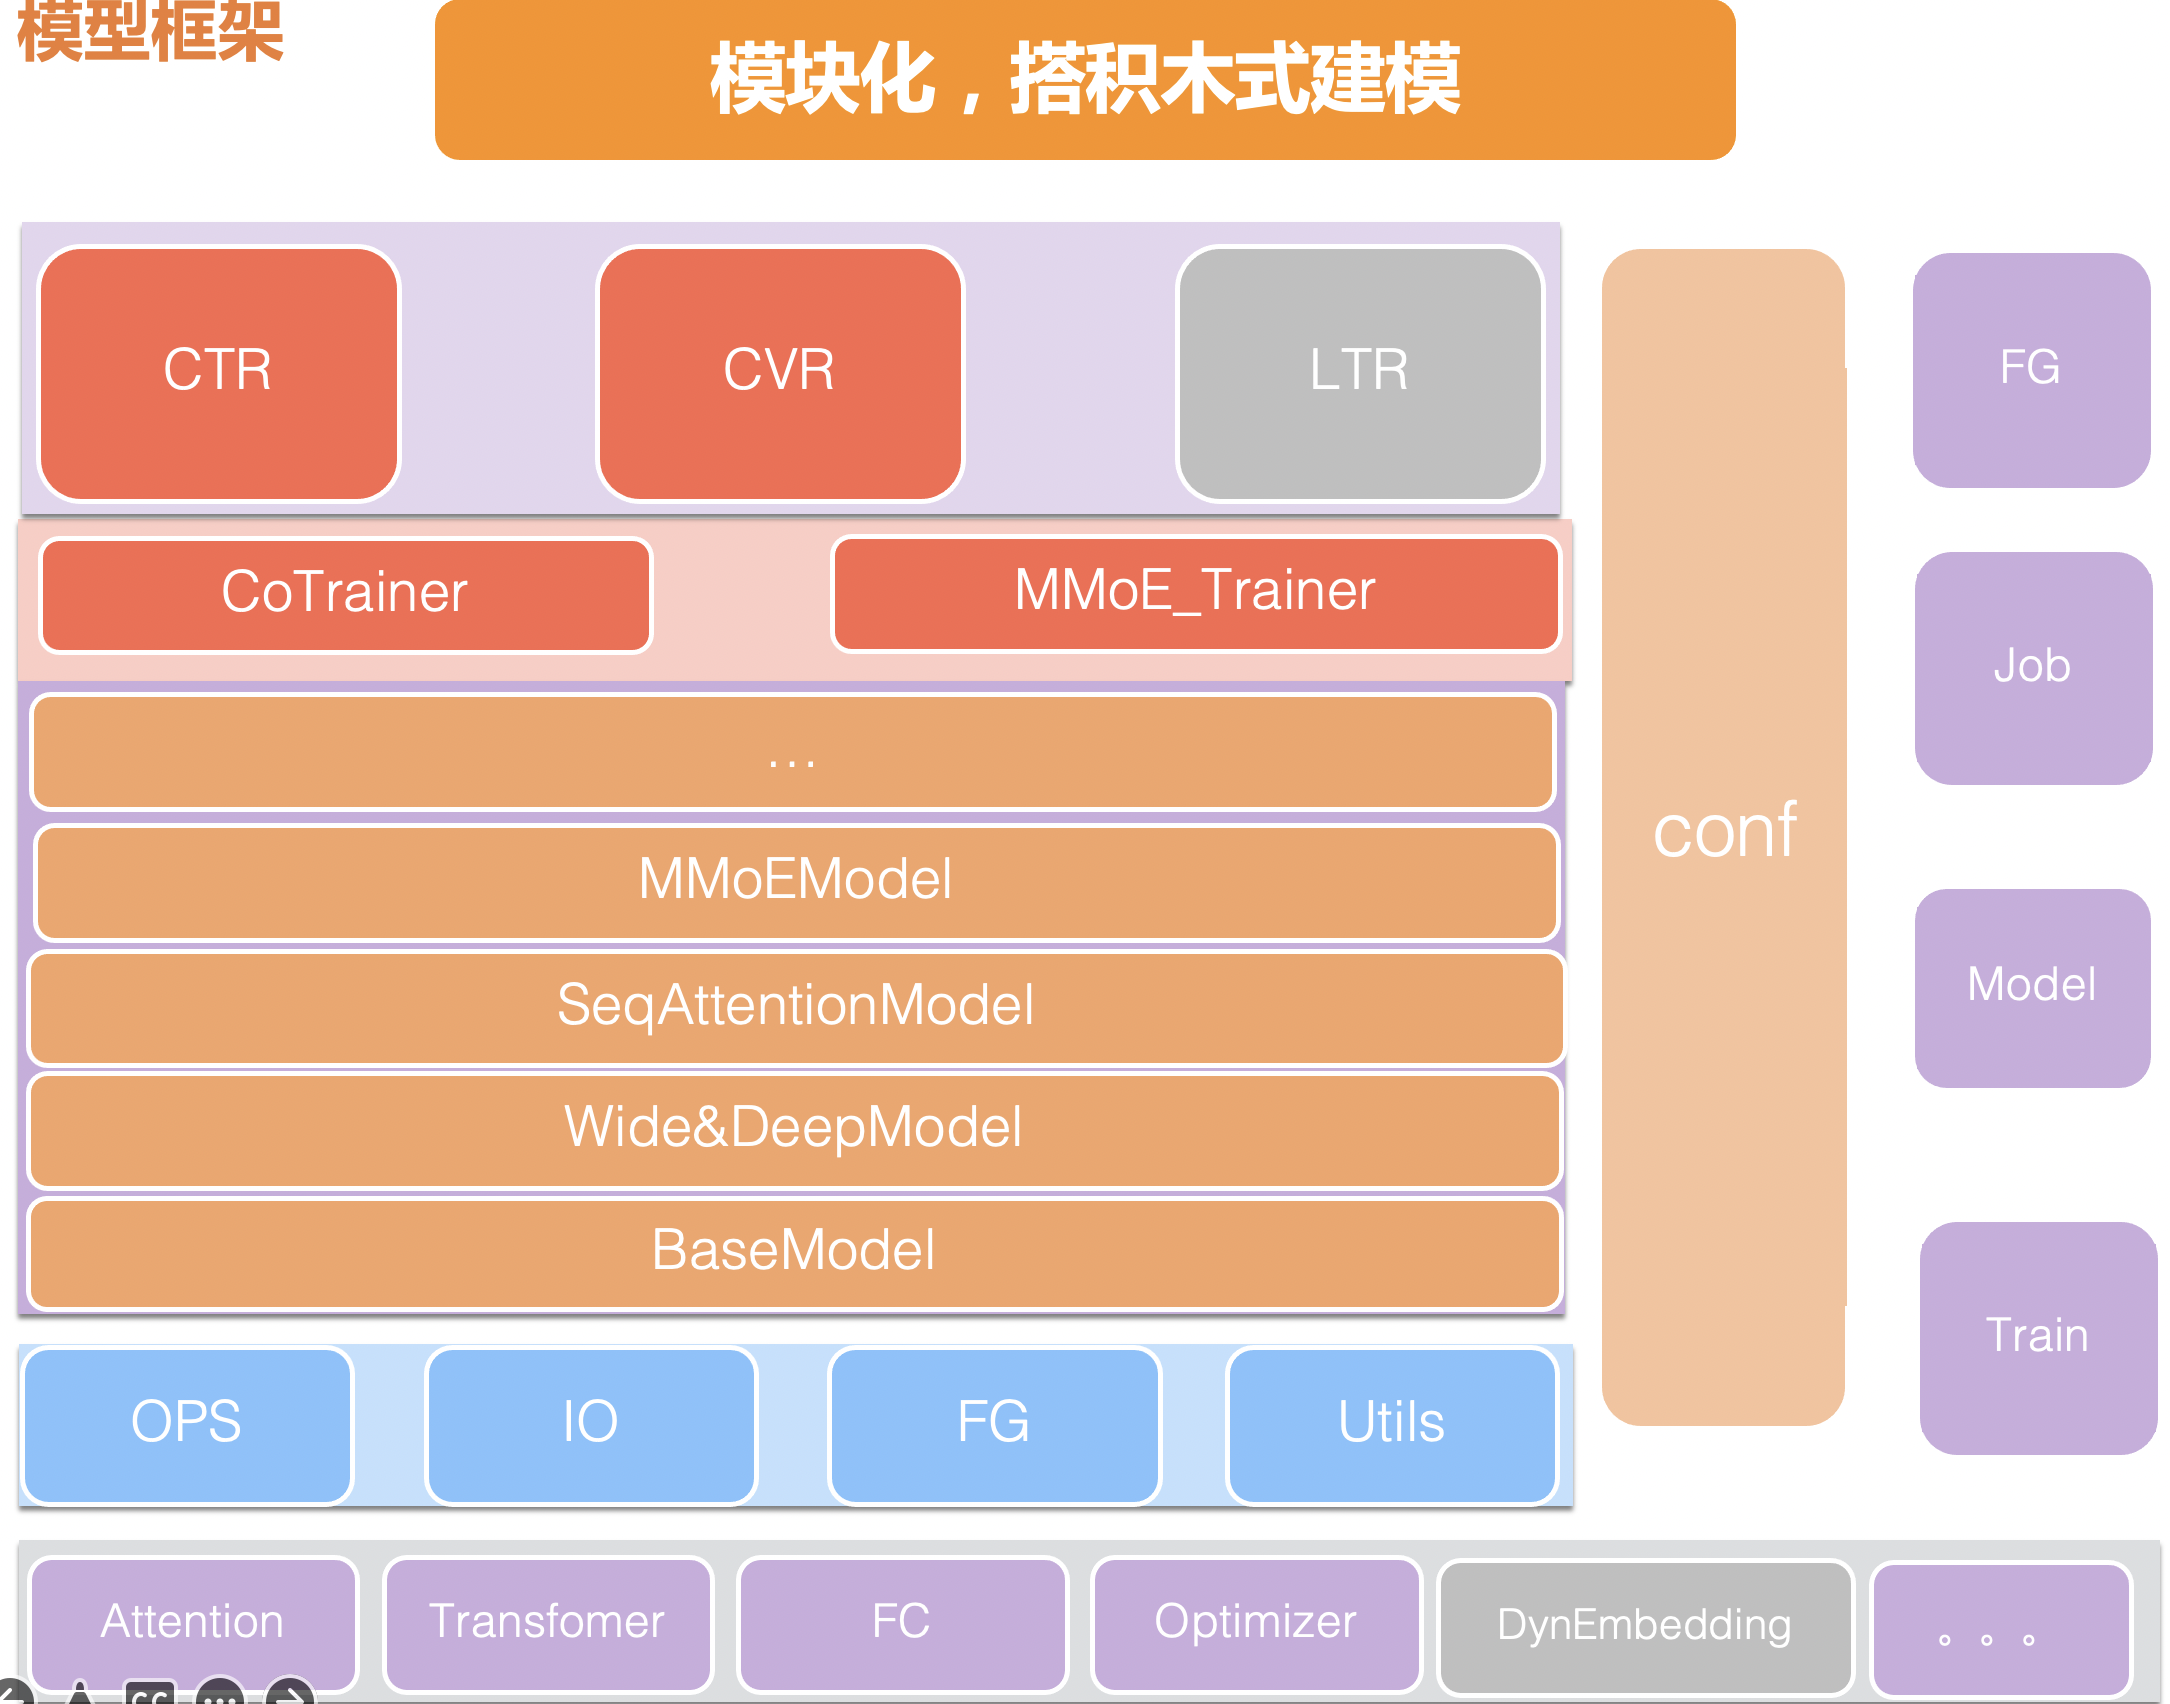 模型框架
模块化，搭积木式建模
CTR
CVR
LTR
CoTrainer
MMoE_Trainer
...
MMoEModel
SeqAttentionModel
Wide&DeepModel
BaseModel
OPS
IO
FG
Utils
conf
FG
Job
Model
Train
Attention
Transfomer
FC
Optimizer
DynEmbedding
。。。
CC